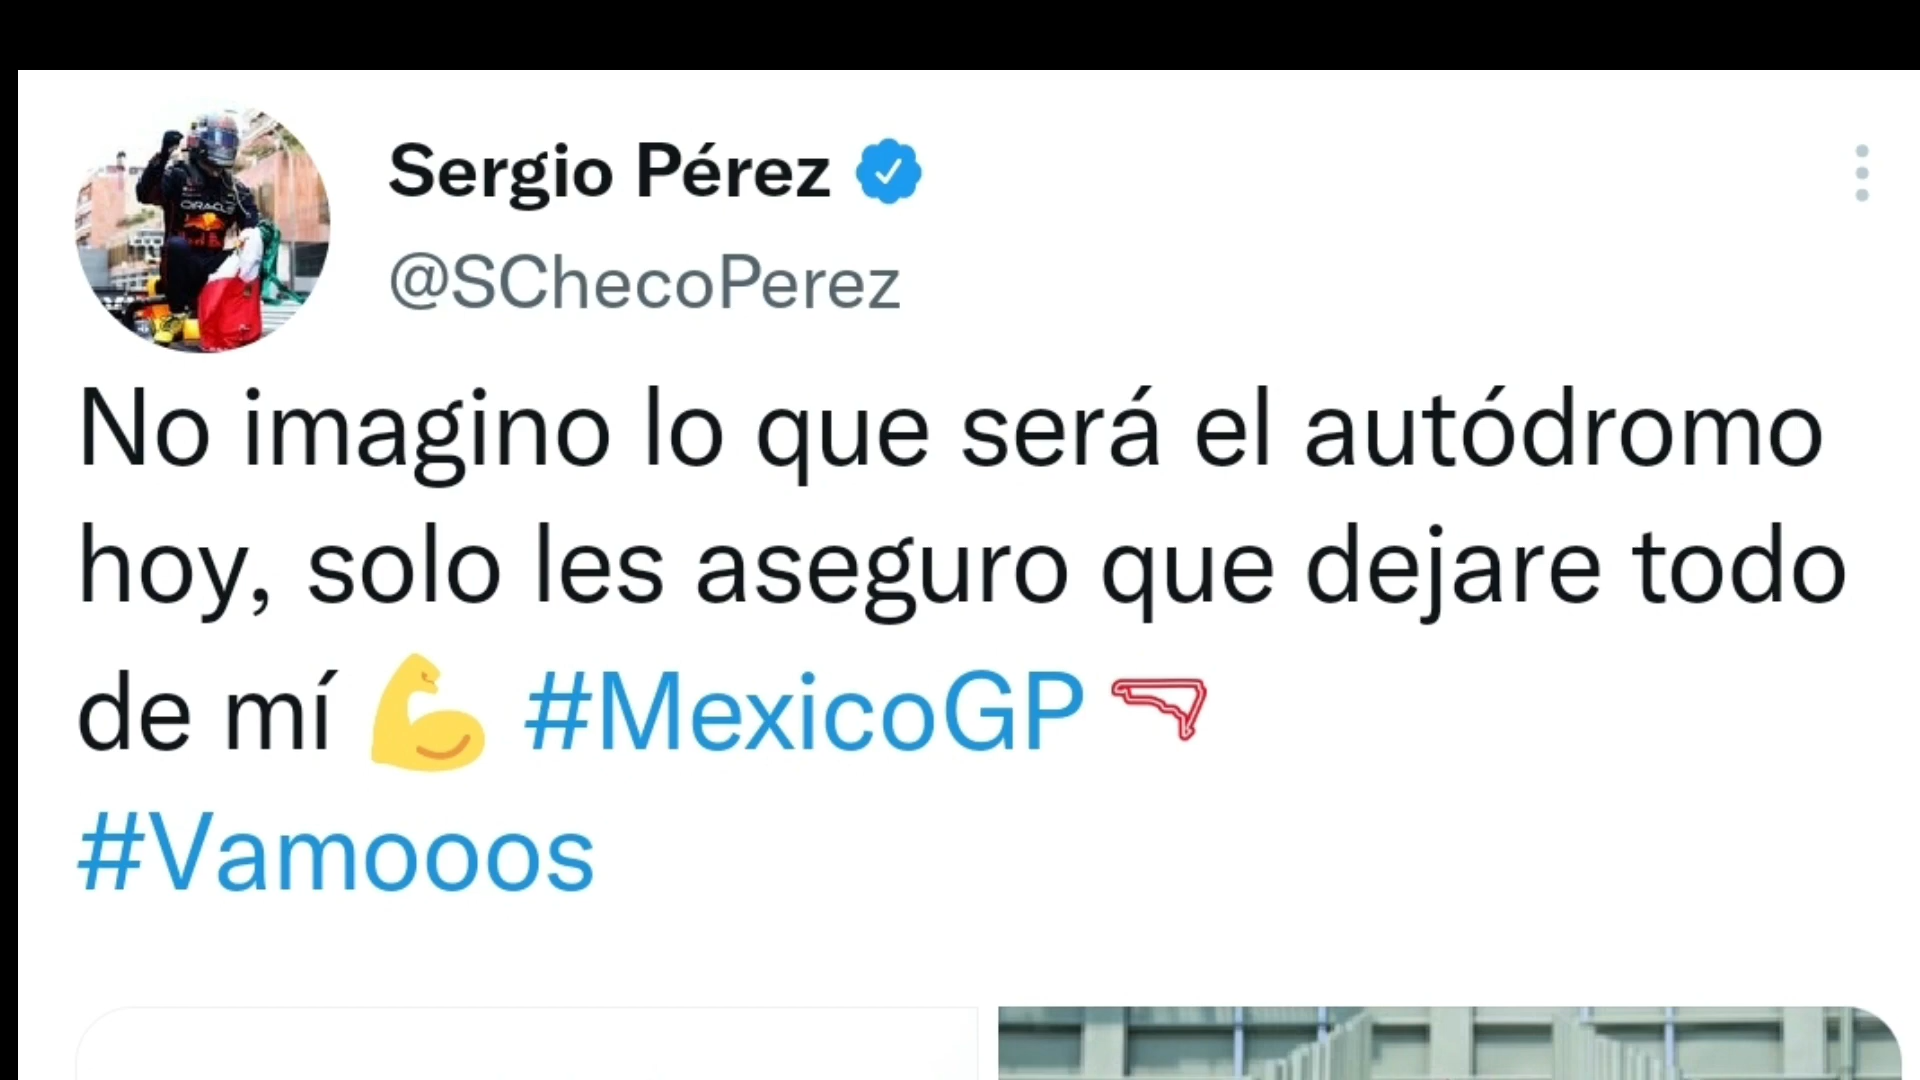 Sergio Pérez
@SChecoPerez
ORACLE
No imagino lo que será el autódromo
hoy, solo les aseguro que dejare todo
de mí 💪 #MexicoGP
#Vamooos